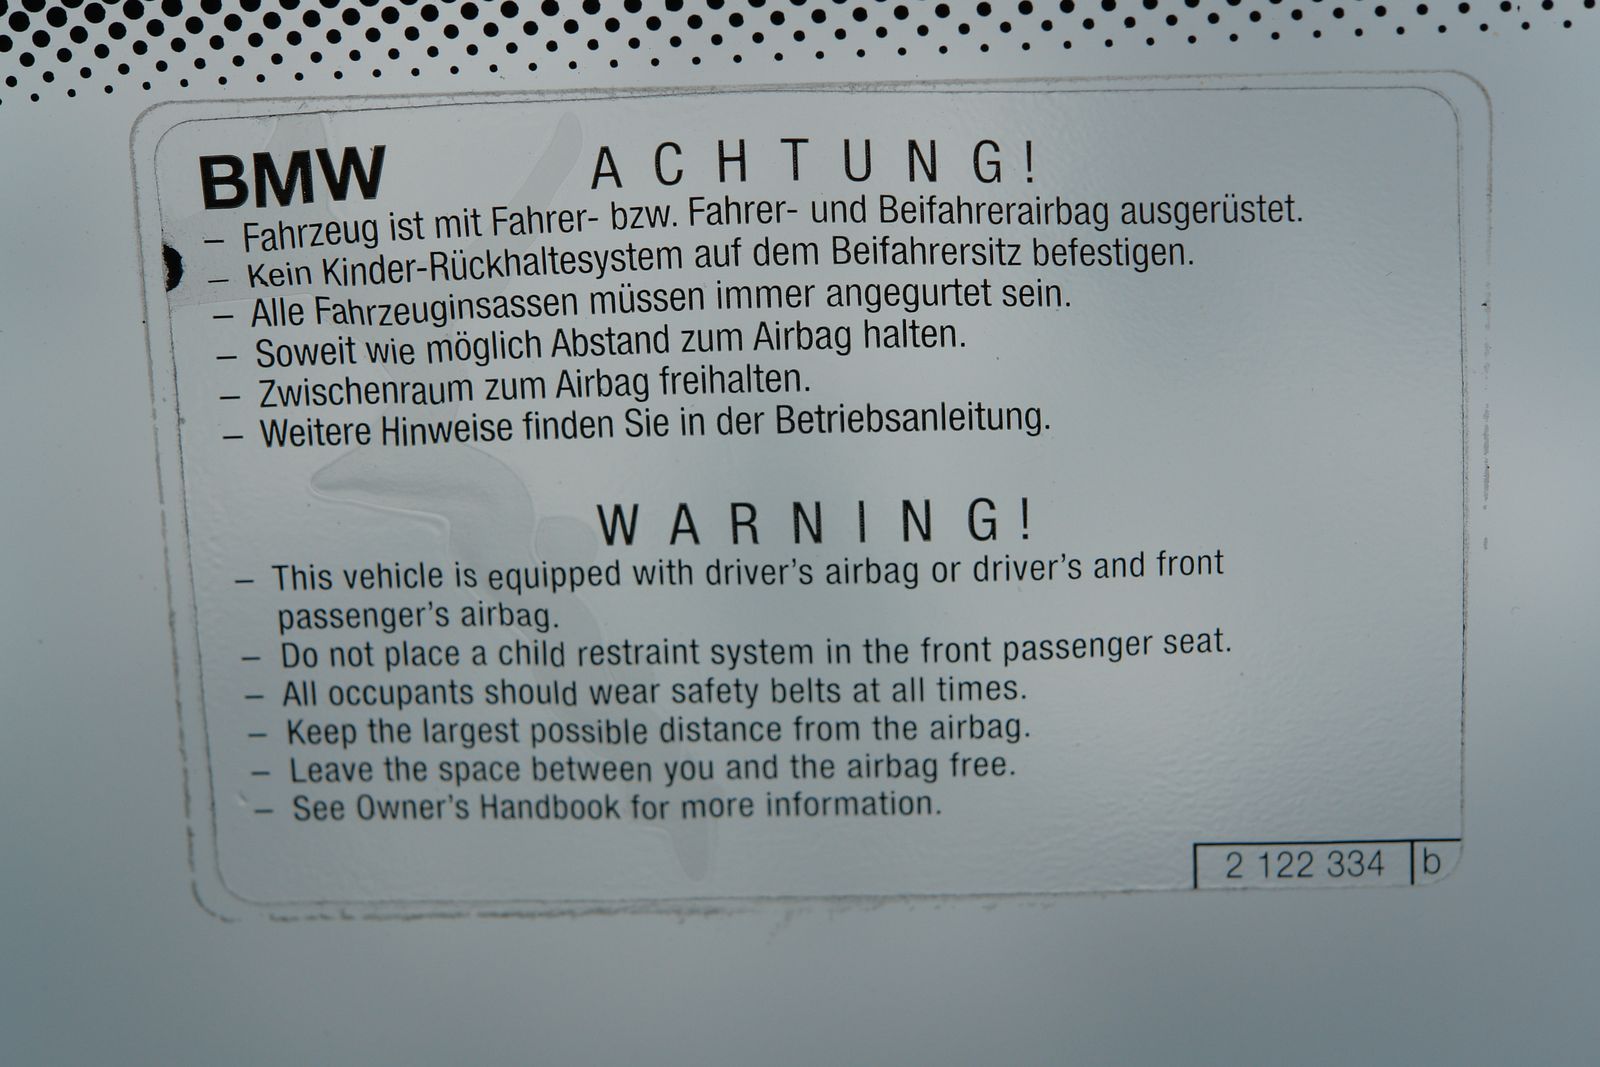 BMW ACHTUNG!
– Fahrzeug ist mit Fahrer- bzw. Fahrer- und Beifahrerairbag ausgerüstet.
– Kein Kinder-Rückhaltesystem auf dem Beifahrersitz befestigen.
– Alle Fahrzeuginsassen müssen immer angegurtet sein.
– Soweit wie möglich Abstand zum Airbag halten.
– Zwischenraum zum Airbag freihalten.
– Weitere Hinweise finden Sie in der Betriebsanleitung.
WARNING!
– This vehicle is equipped with driver's airbag or driver's and front
passenger's airbag.
– Do not place a child restraint system in the front passenger seat.
– All occupants should wear safety belts at all times.
– Keep the largest possible distance from the airbag.
– Leave the space between you and the airbag free.
– See Owner's Handbook for more information.
2 122 334 b